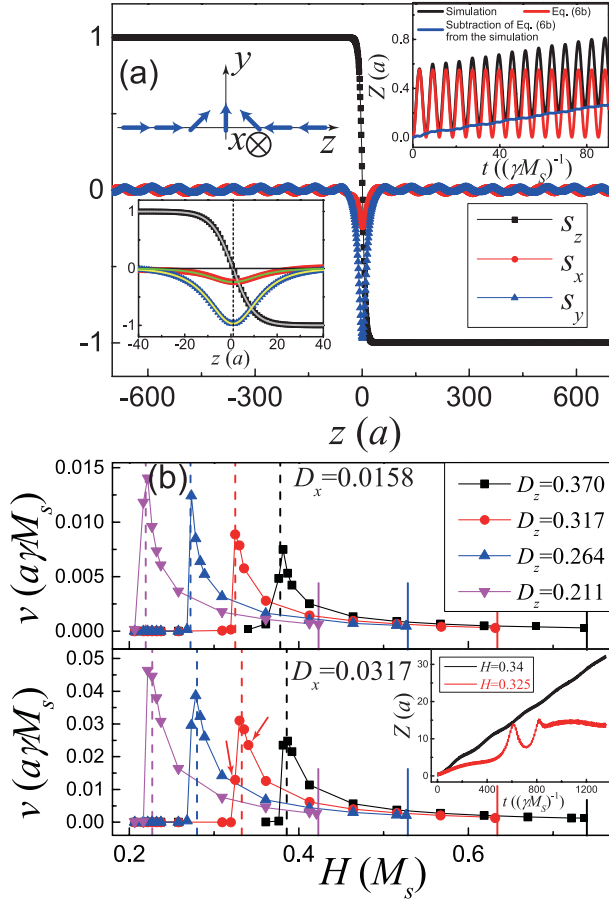 (a)
y
x
z
1
0
-1
s_z
s_x
s_y
-600
-300
0
300
600
z (a)
Simulation
Eq. (6b)
Subtraction of Eq. (6b)
from the simulation
Z (a)
1.2
0.6
0.0
0
40
80
t ((γM_S)^-1)
1
0
-1
-40
-20
0
20
40
z (a)
(b)
D_x=0.0158
D_z=0.370
D_z=0.317
D_z=0.264
D_z=0.211
v (aγM_s)
0.015
0.010
0.005
0.000
D_x=0.0317
v (aγM_s)
0.05
0.04
0.03
0.02
0.01
0.00
H=0.34
H=0.325
Z (a)
30
20
10
0
0
400
800
1200
t ((γM_S)^-1)
0.2
0.4
0.6
H (M_s)